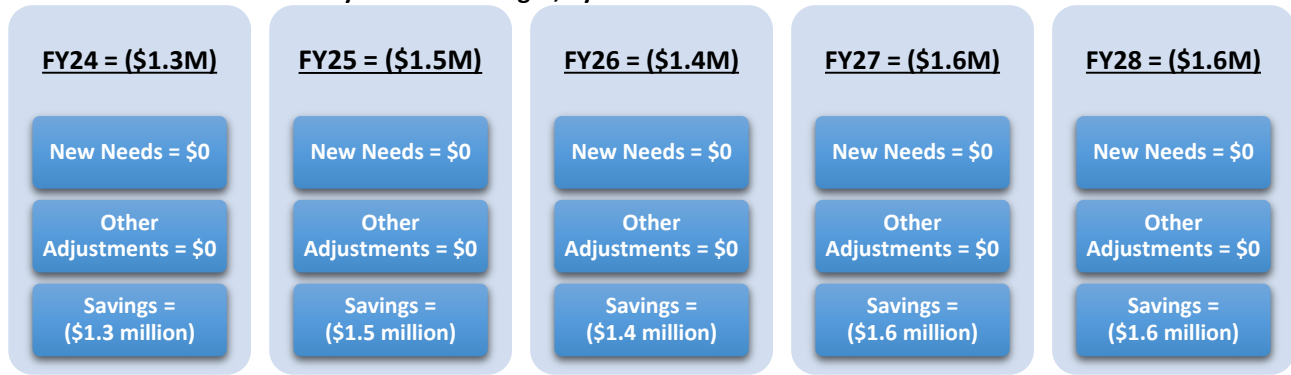 FY24 = ($1.3M)
New Needs = $0
Other
Adjustments = $0
Savings =
($1.3 million)
FY25 = ($1.5M)
New Needs = $0
Other
Adjustments = $0
Savings =
($1.5 million)
FY26 = ($1.4M)
New Needs = $0
Other
Adjustments = $0
Savings =
($1.4 million)
FY27 = ($1.6M)
New Needs = $0
Other
Adjustments = $0
Savings =
($1.6 million)
FY28 = ($1.6M)
New Needs = $0
Other
Adjustments = $0
Savings =
($1.6 million)